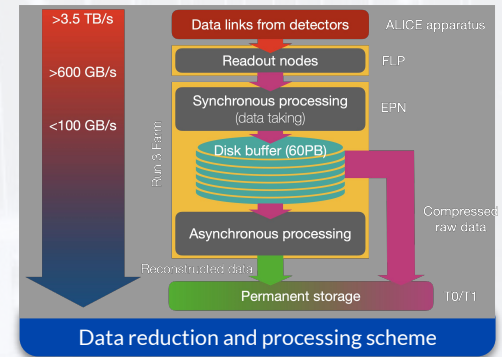 >3.5 TB/s
Data links from detectors
ALICE apparatus
>600 GB/s
Readout nodes
FLP
<100 GB/s
Synchronous processing
(data taking)
EPN
Run 3 Farm
Disk buffer (60PB)
Asynchronous processing
Compressed
raw data
Reconstructed data
Permanent storage
T0/T1
Data reduction and processing scheme